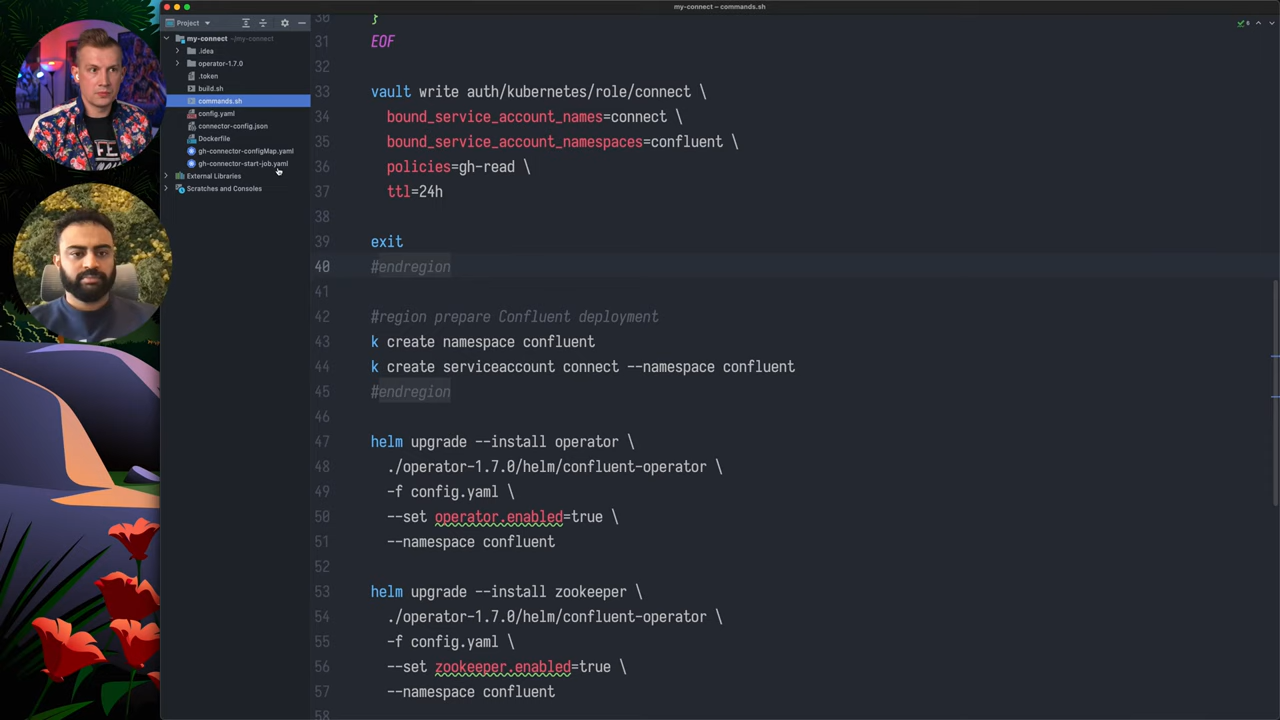 my-connect – commands.sh
Project
my-connect ~/my-connect
.idea
operator-1.7.0
.token
build.sh
commands.sh
config.yaml
connector-config.json
Dockerfile
gh-connector-configMap.yaml
gh-connector-start-job.yaml
External Libraries
Scratches and Consoles
6
30 }
31 EOF
32
33 vault write auth/kubernetes/role/connect \
34 bound_service_account_names=connect \
35 bound_service_account_namespaces=confluent \
36 policies=gh-read \
37 ttl=24h
38
39 exit
40 #endregion
41
42 #region prepare Confluent deployment
43 k create namespace confluent
44 k create serviceaccount connect --namespace confluent
45 #endregion
46
47 helm upgrade --install operator \
48 ./operator-1.7.0/helm/confluent-operator \
49 -f config.yaml \
50 --set operator.enabled=true \
51 --namespace confluent
52
53 helm upgrade --install zookeeper \
54 ./operator-1.7.0/helm/confluent-operator \
55 -f config.yaml \
56 --set zookeeper.enabled=true \
57 --namespace confluent
58